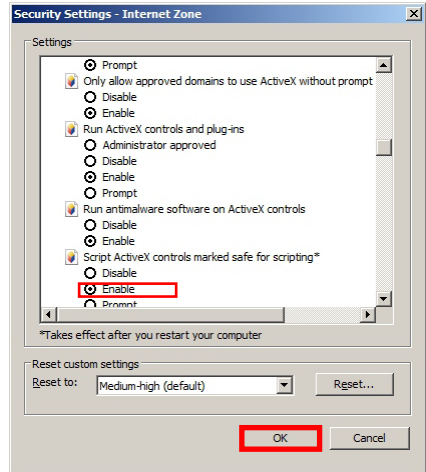 Security Settings - Internet Zone
Settings
Prompt
Only allow approved domains to use ActiveX without prompt
Disable
Enable
Run ActiveX controls and plug-ins
Administrator approved
Disable
Enable
Prompt
Run antimalware software on ActiveX controls
Disable
Enable
Script ActiveX controls marked safe for scripting*
Disable
Enable
Prompt
*Takes effect after you restart your computer
Reset custom settings
Reset to: Medium-high (default) Reset...
OK Cancel